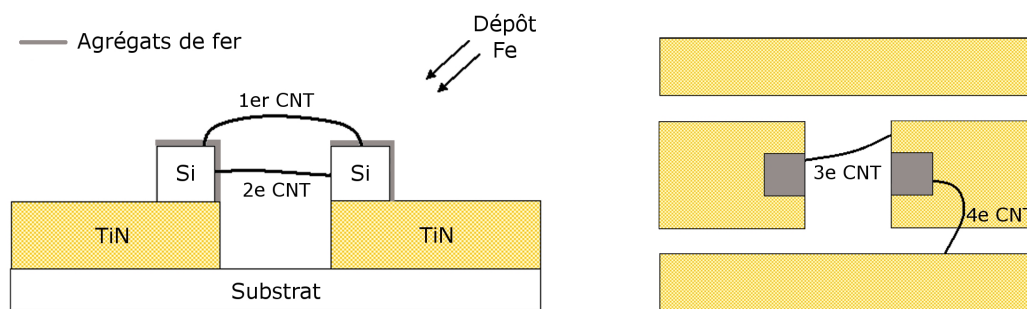 Agrégats de fer
Dépôt
Fe
1er CNT
Si
Si
2e CNT
TiN
TiN
Substrat
3e CNT
4e CNT